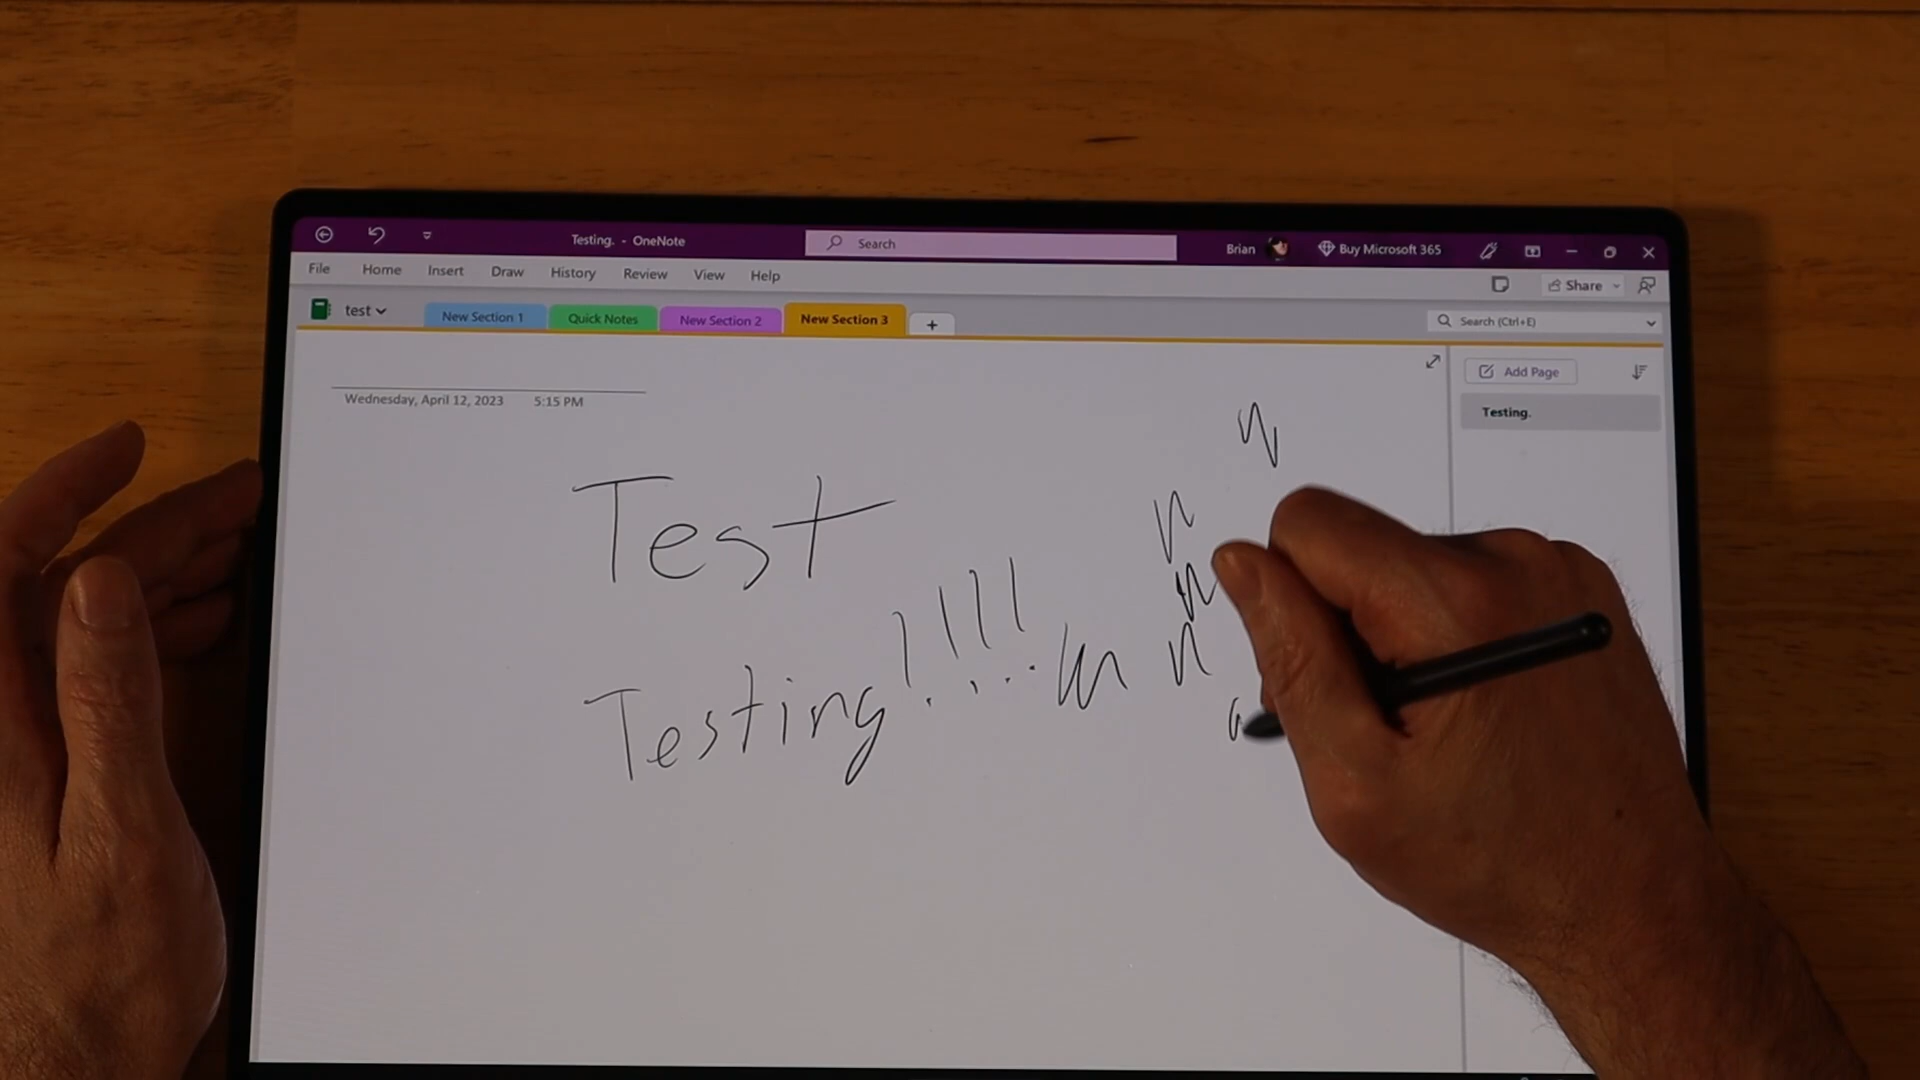 Testing. - OneNote
Search
Brian
Buy Microsoft 365
File Home Insert Draw History Review View Help
Share
test
New Section 1
Quick Notes
New Section 2
New Section 3
+
Search (Ctrl+E)
Add Page
Testing.
Wednesday, April 12, 2023 5:15 PM
Test
Testing!!!!